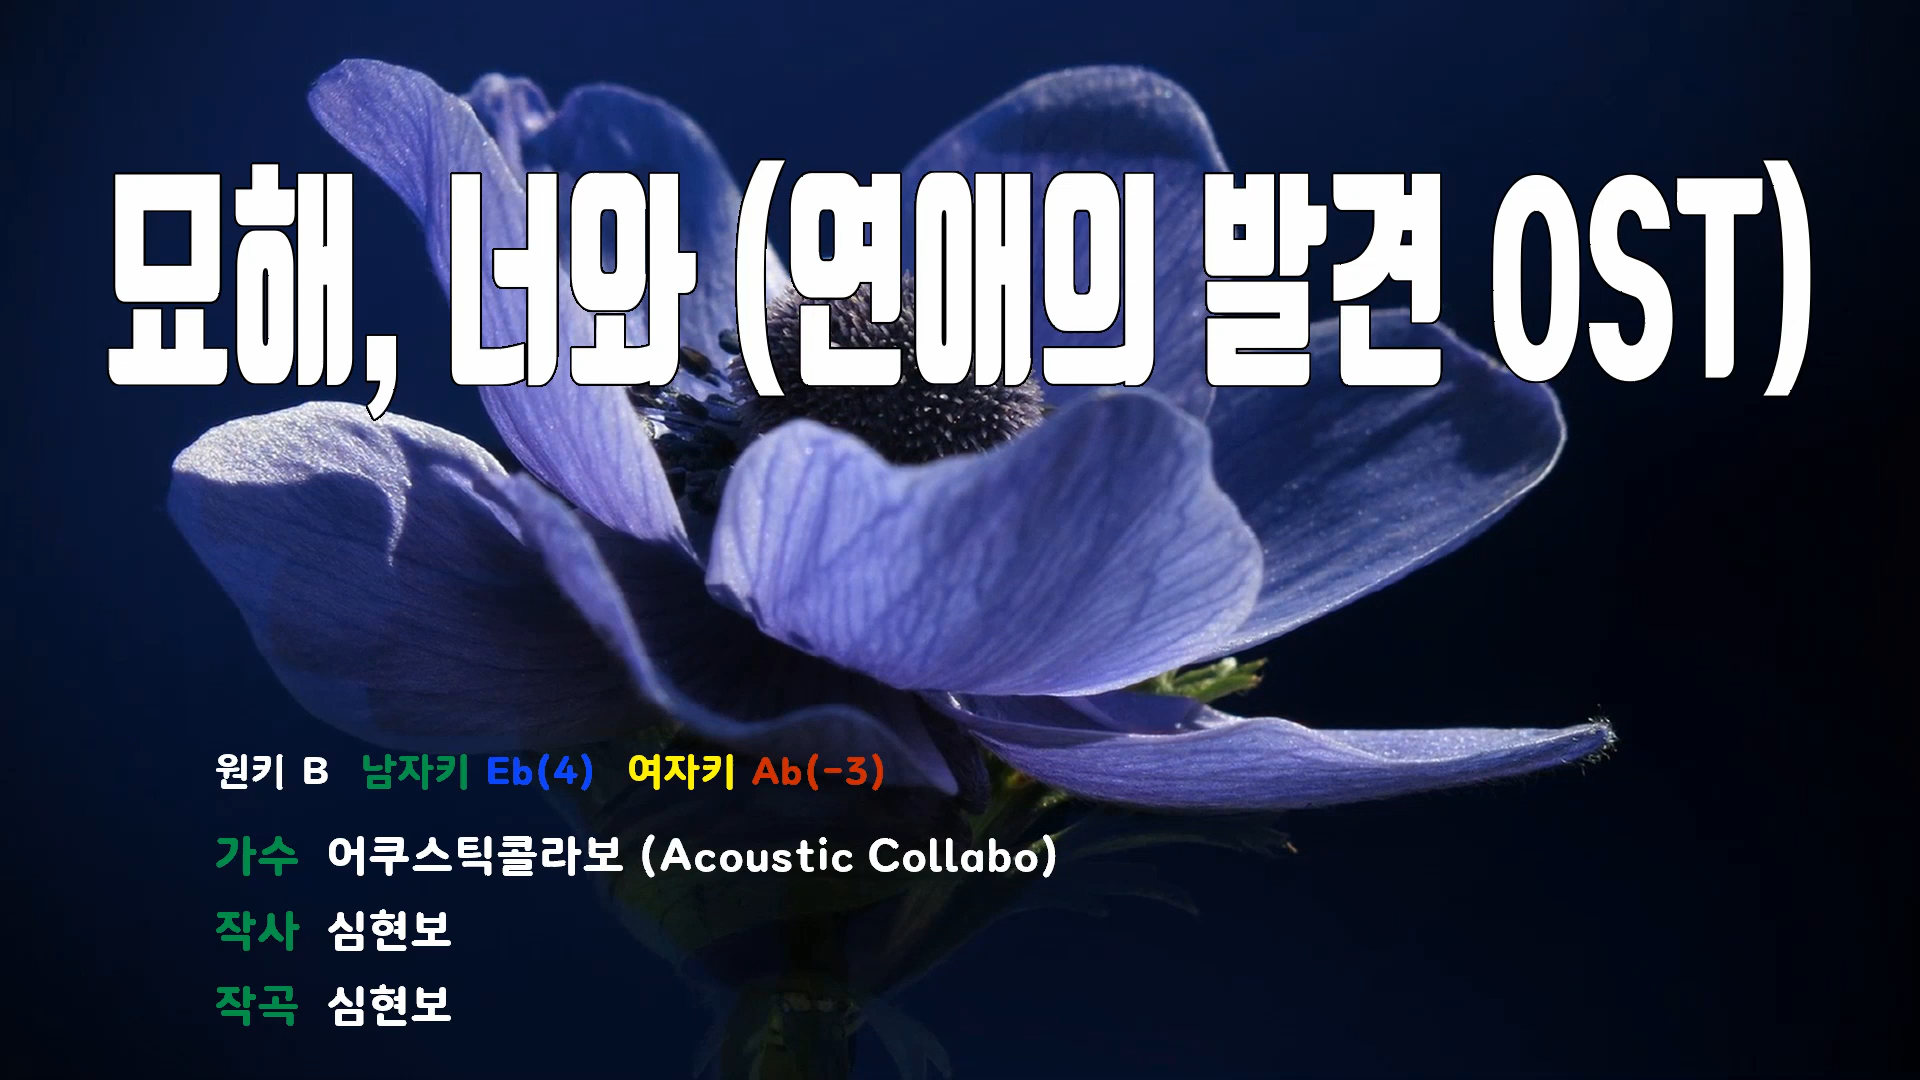 묘해, 너와 (연애의 발견 OST)
원키 B 남자키 Eb(4) 여자키 Ab(-3)
가수 어쿠스틱콜라보 (Acoustic Collabo)
작사 심현보
작곡 심현보